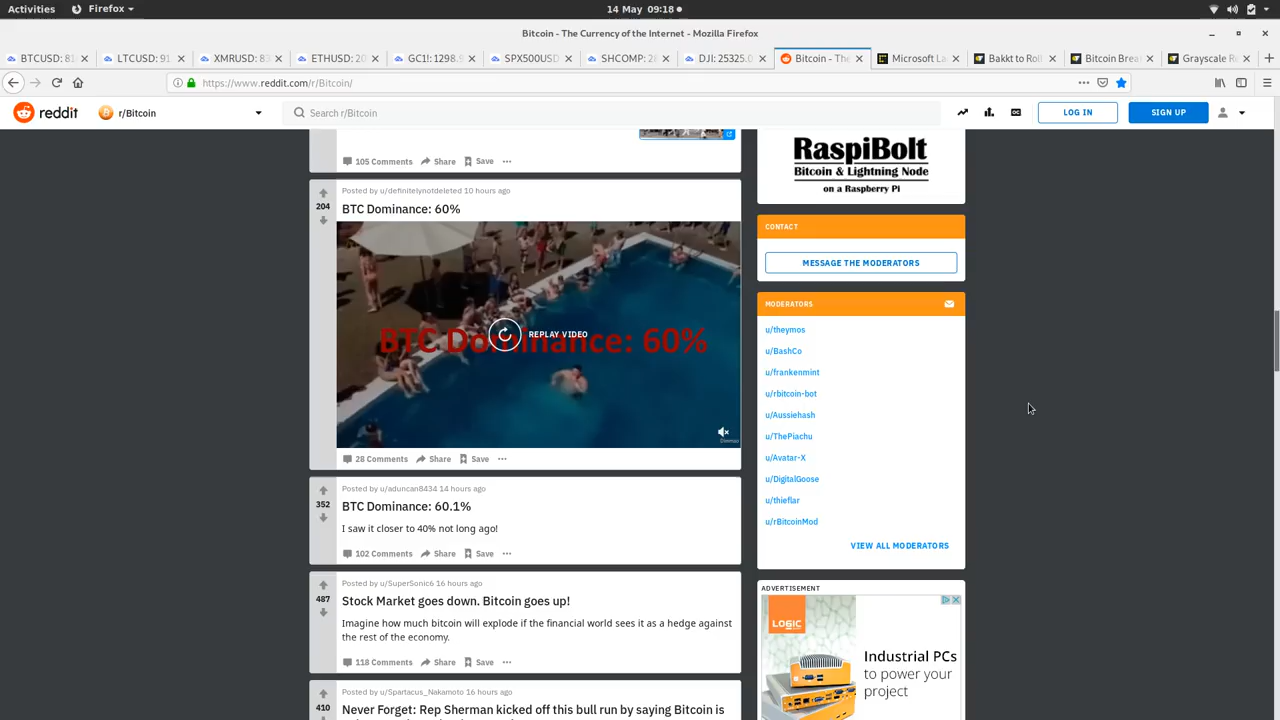 Activities Firefox 14 May 09:18
Bitcoin - The Currency of the Internet - Mozilla Firefox
BTCUSD: 81 LTCUSD: 91 XMRUSD: 83 ETHUSD: 20 GC1!: 1298.9 SPX500USD SHCOMP: 28 DJI: 25325.0 Bitcoin - The Microsoft La Bakkt to Roll Bitcoin Brea Grayscale R
https://www.reddit.com/r/Bitcoin/
reddit r/Bitcoin Search r/Bitcoin LOG IN SIGN UP
105 Comments Share Save
Posted by u/definitelynotdeleted 10 hours ago
204
BTC Dominance: 60%
BTC Dominance: 60%
REPLAY VIDEO
28 Comments Share Save
Posted by u/aduncan8434 14 hours ago
352
BTC Dominance: 60.1%
I saw it closer to 40% not long ago!
102 Comments Share Save
Posted by u/SuperSonic6 16 hours ago
487
Stock Market goes down. Bitcoin goes up!
Imagine how much bitcoin will explode if the financial world sees it as a hedge against
the rest of the economy.
118 Comments Share Save
Posted by u/Spartacus_Nakamoto 16 hours ago
410
Never Forget: Rep Sherman kicked off this bull run by saying Bitcoin is
RaspiBolt
Bitcoin & Lightning Node
on a Raspberry Pi
CONTACT
MESSAGE THE MODERATORS
MODERATORS
u/theymos
u/BashCo
u/frankenmint
u/rbitcoin-bot
u/Aussiehash
u/ThePiachu
u/Avatar-X
u/DigitalGoose
u/thieflar
u/rBitcoinMod
VIEW ALL MODERATORS
ADVERTISEMENT
LOGIC
Industrial PCs
to power your
project